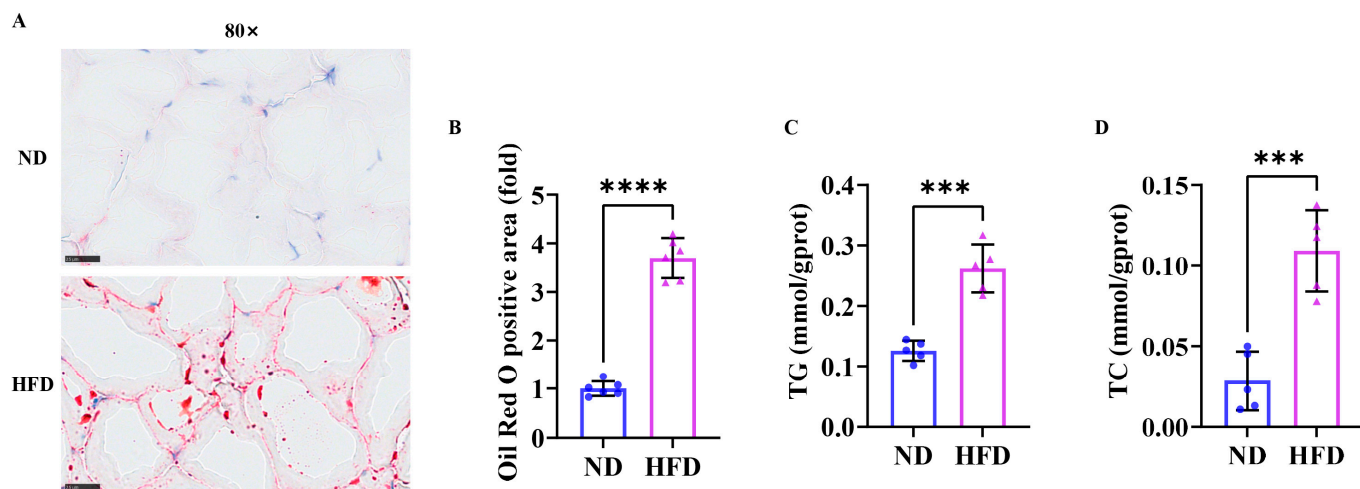 A
80×
ND
HFD
B
Oil Red O positive area (fold)
5
4
3
2
1
0
****
ND HFD
C
TG (mmol/gprot)
0.4
0.3
0.2
0.1
0.0
***
ND HFD
D
TC (mmol/gprot)
0.15
0.10
0.05
0.00
***
ND HFD